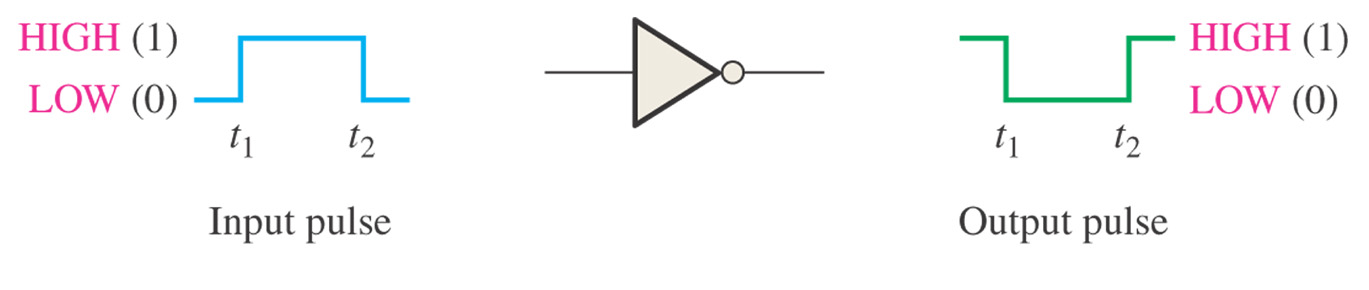 HIGH (1)
LOW (0)
t1 t2
Input pulse
HIGH (1)
LOW (0)
t1 t2
Output pulse